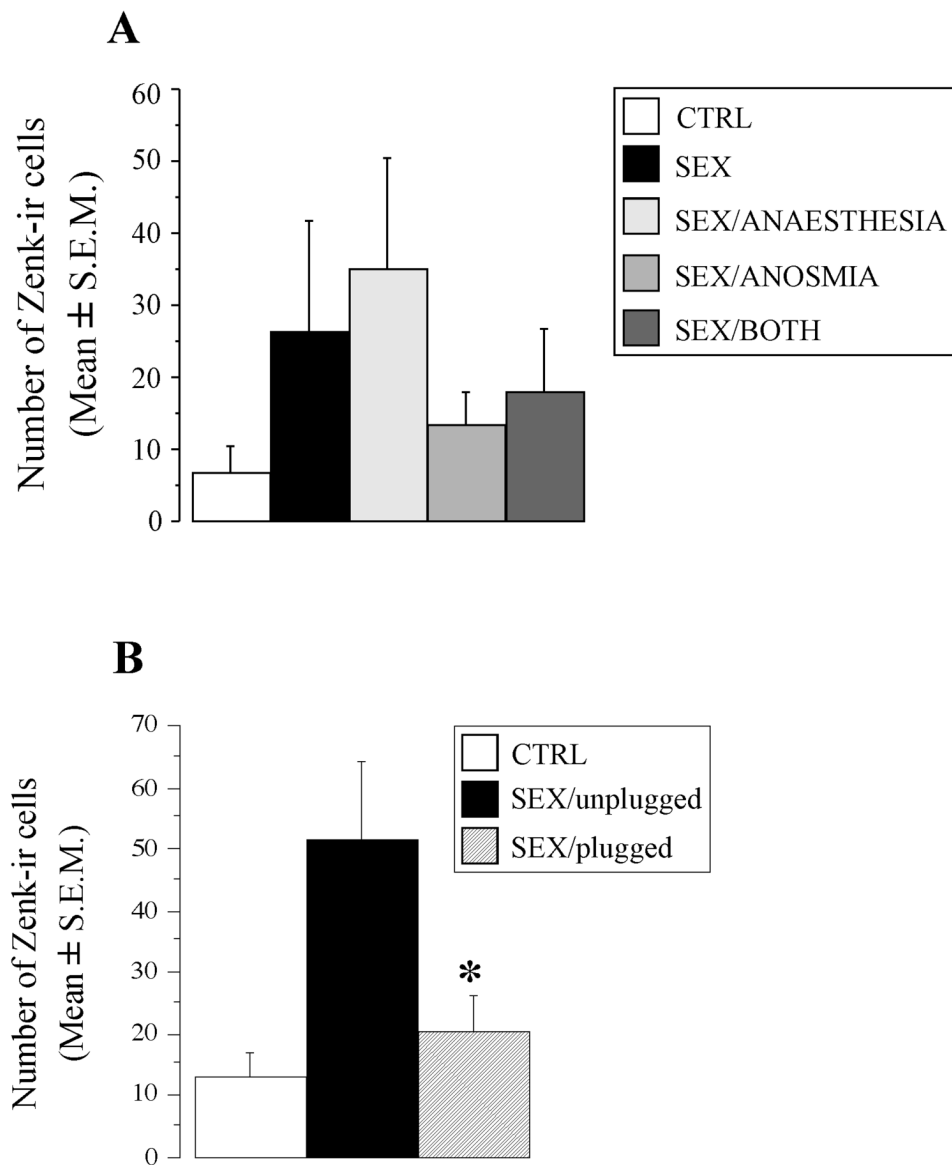 A
Number of Zenk-ir cells
(Mean ± S.E.M.)
60
50
40
30
20
10
0
CTRL
SEX
SEX/ANAESTHESIA
SEX/ANOSMIA
SEX/BOTH
B
Number of Zenk-ir cells
(Mean ± S.E.M.)
70
60
50
40
30
20
10
0
*
CTRL
SEX/unplugged
SEX/plugged